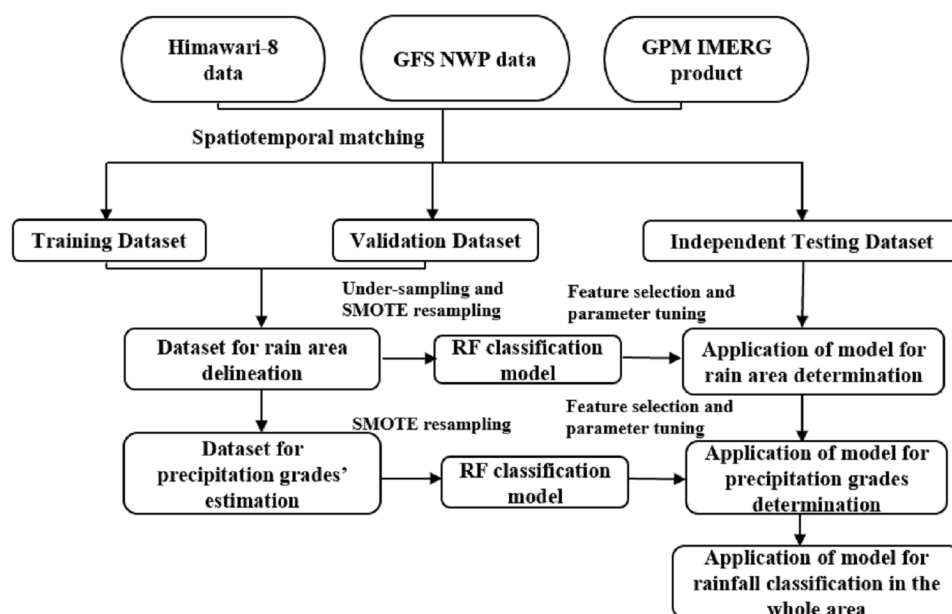 Himawari-8
data
GFS NWP data
GPM IMERG
product
Spatiotemporal matching
Training Dataset
Validation Dataset
Independent Testing Dataset
Under-sampling and
SMOTE resampling
Feature selection and
parameter tuning
Dataset for rain area
delineation
RF classification
model
Application of model for
rain area determination
SMOTE resampling
Feature selection and
parameter tuning
Dataset for
precipitation grades’
estimation
RF classification
model
Application of model for
precipitation grades
determination
Application of model for
rainfall classification in the
whole area